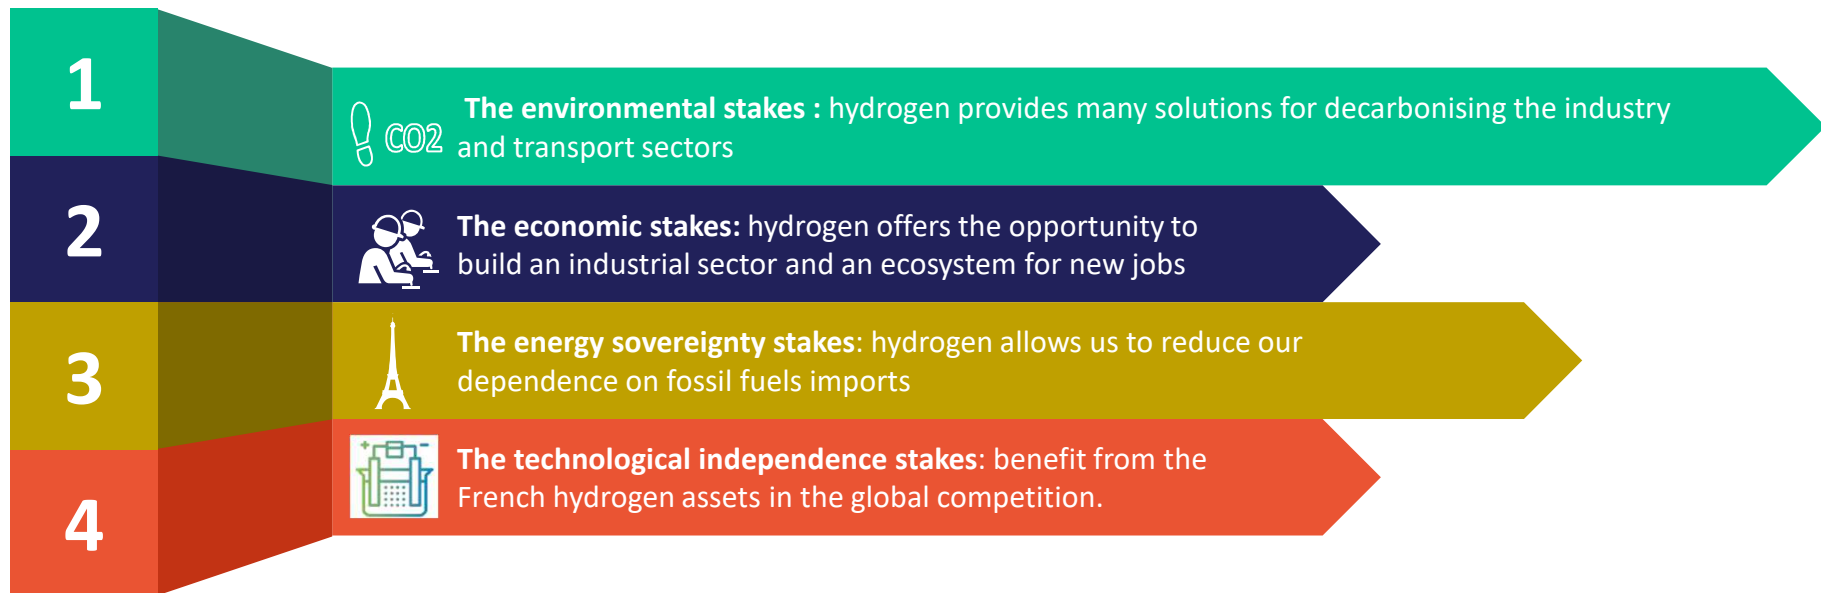 1
The environmental stakes : hydrogen provides many solutions for decarbonising the industry
CO2
and transport sectors
2
The economic stakes: hydrogen offers the opportunity to
build an industrial sector and an ecosystem for new jobs
3
The energy sovereignty stakes: hydrogen allows us to reduce our
dependence on fossil fuels imports
4
The technological independence stakes: benefit from the
French hydrogen assets in the global competition.